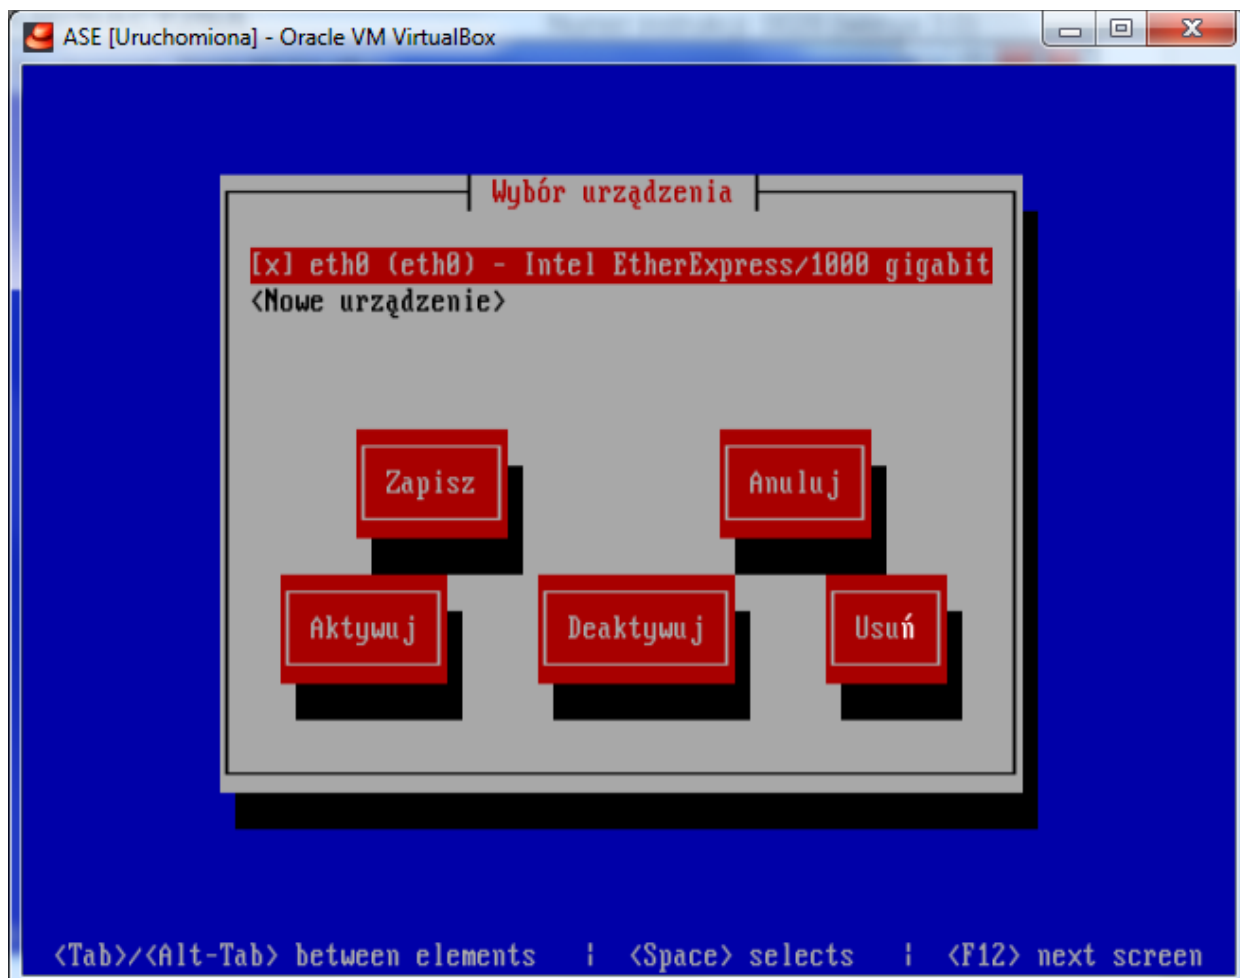 ASE [Uruchomiona] - Oracle VM VirtualBox
Wybór urządzenia
[x] eth0 (eth0) - Intel EtherExpress/1000 gigabit
<Nowe urządzenie>
Zapisz Anuluj
Aktywuj Deaktywuj Usuń
<Tab>/<Alt-Tab> between elements | <Space> selects | <F12> next screen